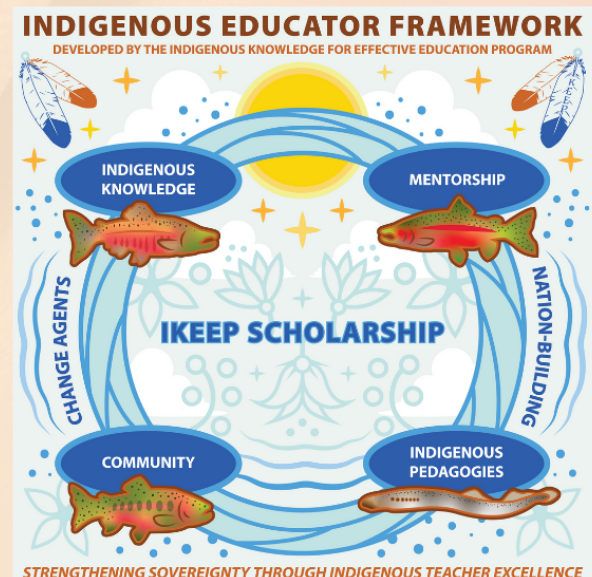 INDIGENOUS EDUCATOR FRAMEWORK
DEVELOPED BY THE INDIGENOUS KNOWLEDGE FOR EFFECTIVE EDUCATION PROGRAM
IKEEP
INDIGENOUS
KNOWLEDGE
MENTORSHIP
CHANGE AGENTS
IKEEP SCHOLARSHIP
NATION-BUILDING
COMMUNITY
INDIGENOUS
PEDAGOGIES
STRENGTHENING SOVEREIGNTY THROUGH INDIGENOUS TEACHER EXCELLENCE